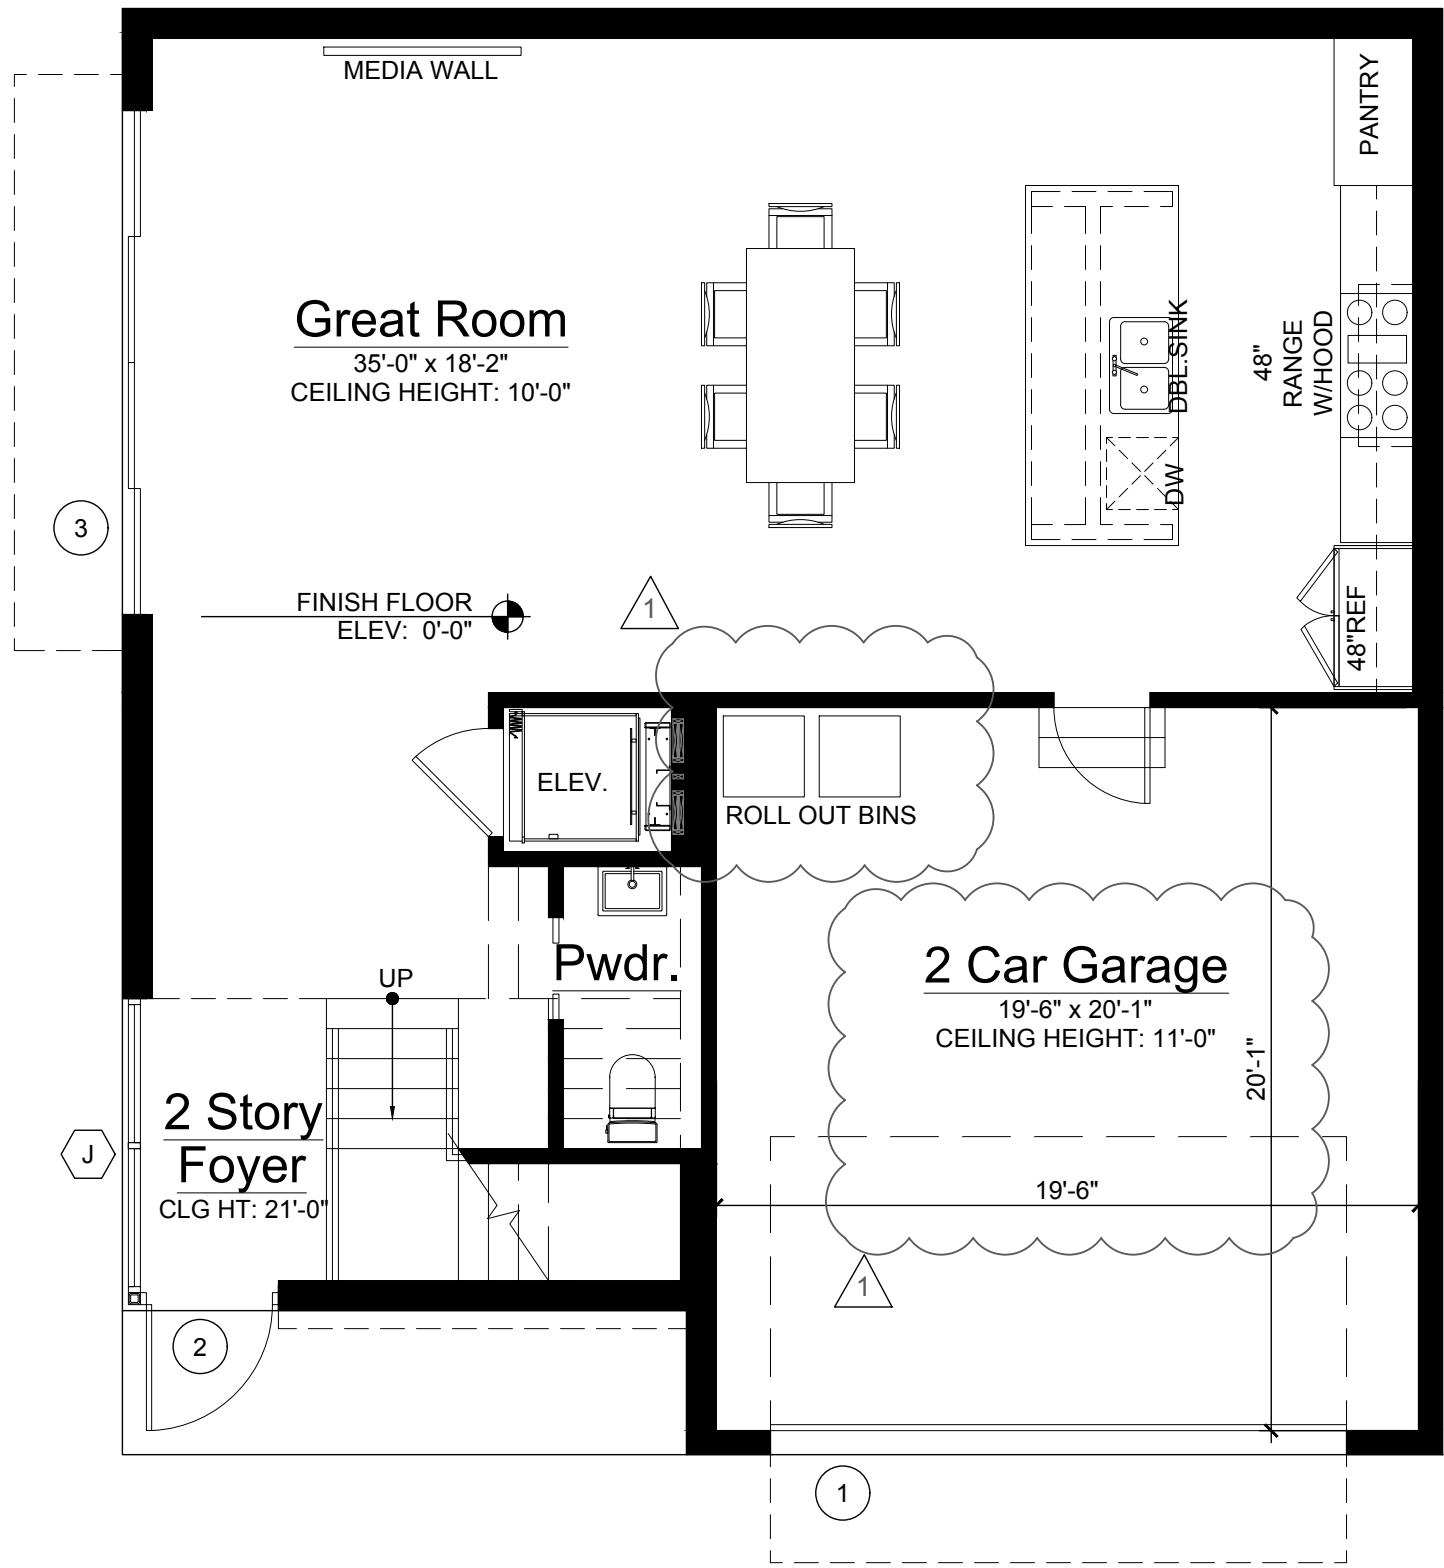 MEDIA WALL
PANTRY
Great Room
35'-0" x 18'-2"
CEILING HEIGHT: 10'-0"
DBL.SINK
48"
RANGE
W/HOOD
DW
3
FINISH FLOOR
ELEV: 0'-0"
1
48"REF
ELEV.
ROLL OUT BINS
Pwdr.
2 Car Garage
19'-6" x 20'-1"
CEILING HEIGHT: 11'-0"
UP
20'-1"
2 Story
Foyer
CLG HT: 21'-0"
J
19'-6"
1
2
1